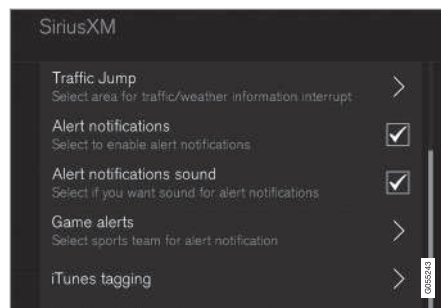 SiriusXM
Traffic Jump
Select area for traffic/weather information interrupt
Alert notifications
Select to enable alert notifications
Alert notifications sound
Select if you want sound for alert notifications
Game alerts
Select sports team for alert notification
iTunes tagging
G055243